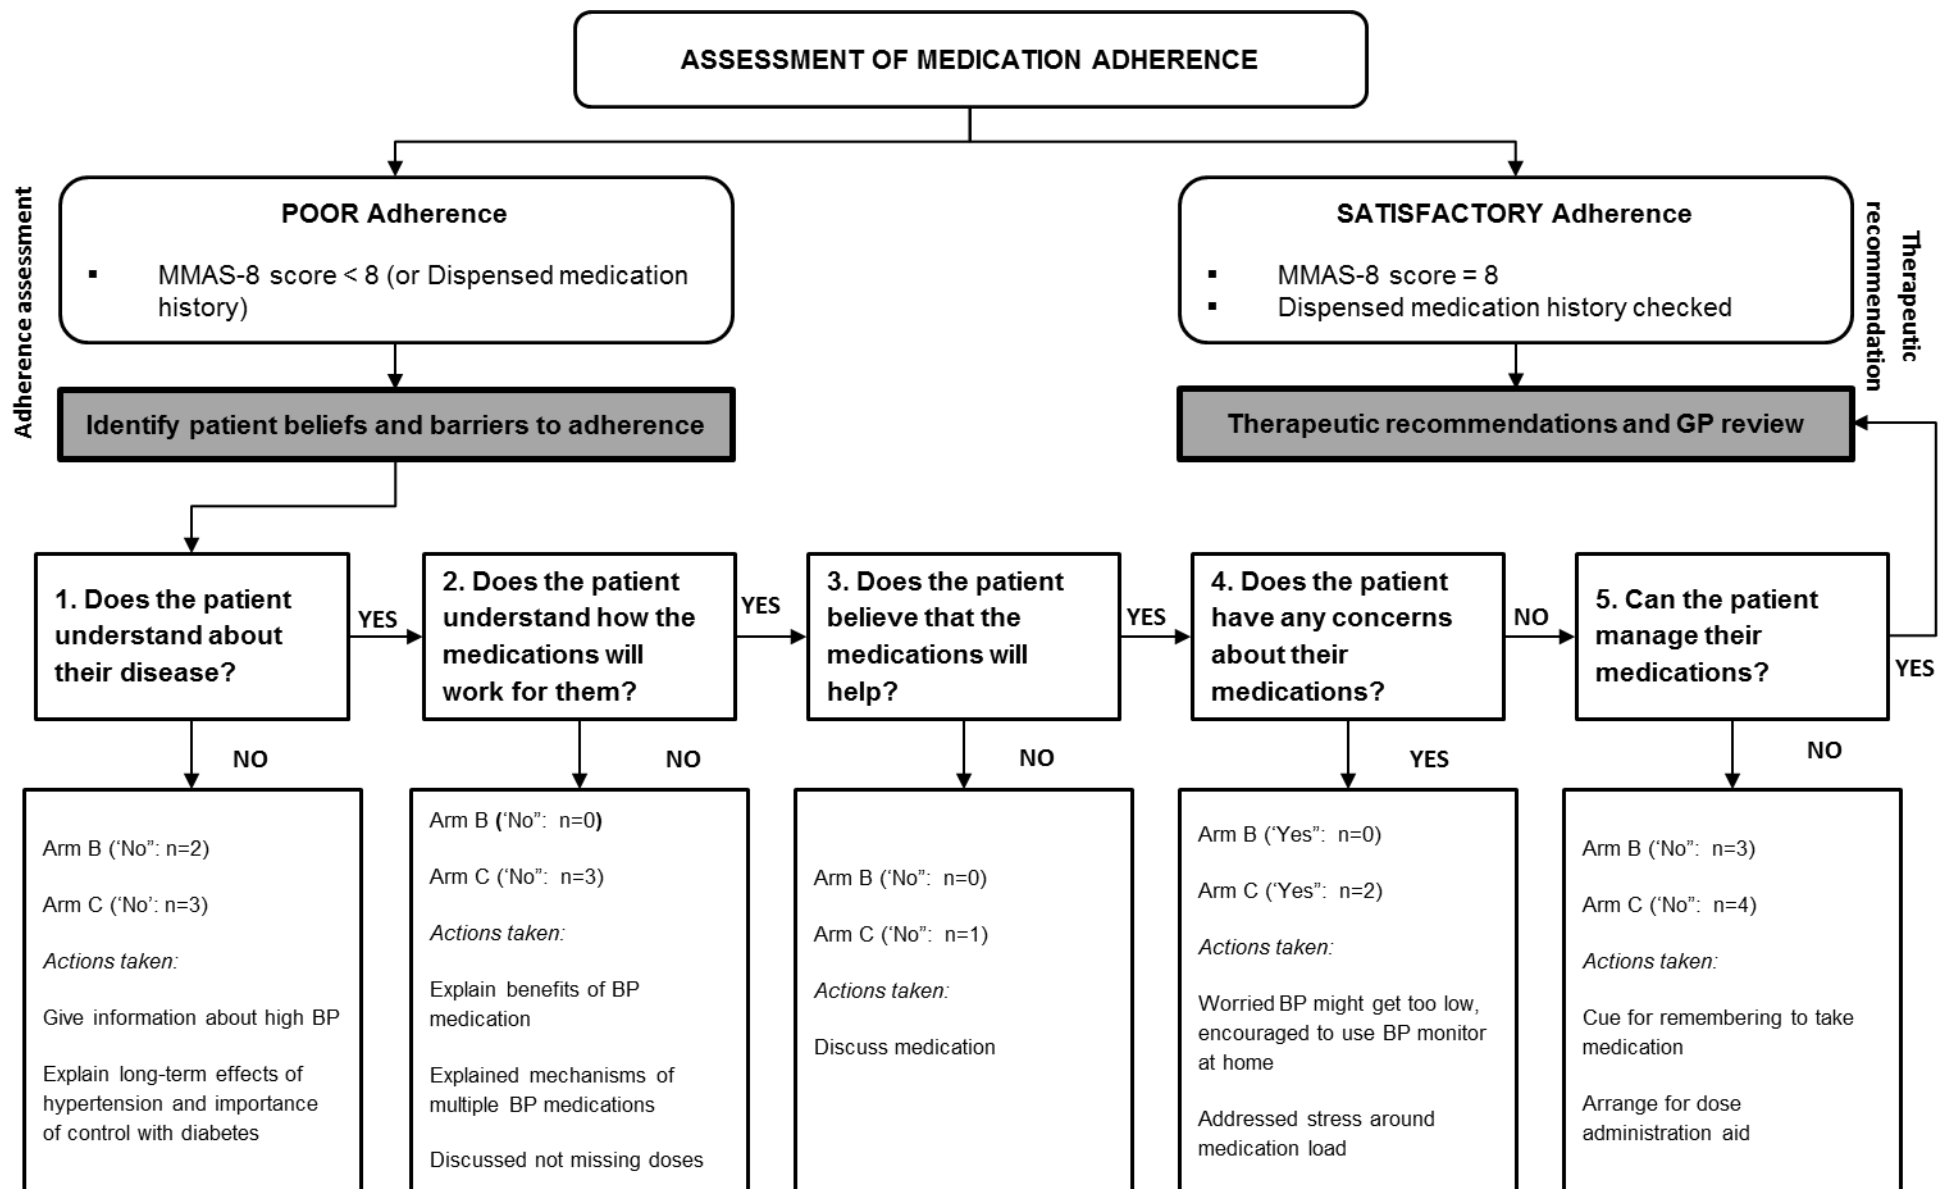 ASSESSMENT OF MEDICATION ADHERENCE
Adherence assessment
POOR Adherence
▪ MMAS-8 score < 8 (or Dispensed medication
history)
SATISFACTORY Adherence
▪ MMAS-8 score = 8
▪ Dispensed medication history checked
Therapeutic
recommendation
Identify patient beliefs and barriers to adherence
Therapeutic recommendations and GP review
1. Does the patient
understand about
their disease?
YES
2. Does the patient
understand how the
medications will
work for them?
YES
3. Does the patient
believe that the
medications will
help?
YES
4. Does the patient
have any concerns
about their
medications?
NO
5. Can the patient
manage their
medications?
YES
NO
NO
NO
YES
NO
Arm B (‘No”: n=2)
Arm C (‘No’: n=3)
Actions taken:
Give information about high BP
Explain long-term effects of
hypertension and importance
of control with diabetes
Arm B (‘No”: n=0)
Arm C (‘No”: n=3)
Actions taken:
Explain benefits of BP
medication
Explained mechanisms of
multiple BP medications
Discussed not missing doses
Arm B (‘No”: n=0)
Arm C (‘No”: n=1)
Actions taken:
Discuss medication
Arm B (‘Yes”: n=0)
Arm C (‘Yes”: n=2)
Actions taken:
Worried BP might get too low,
encouraged to use BP monitor
at home
Addressed stress around
medication load
Arm B (‘No”: n=3)
Arm C (‘No”: n=4)
Actions taken:
Cue for remembering to take
medication
Arrange for dose
administration aid